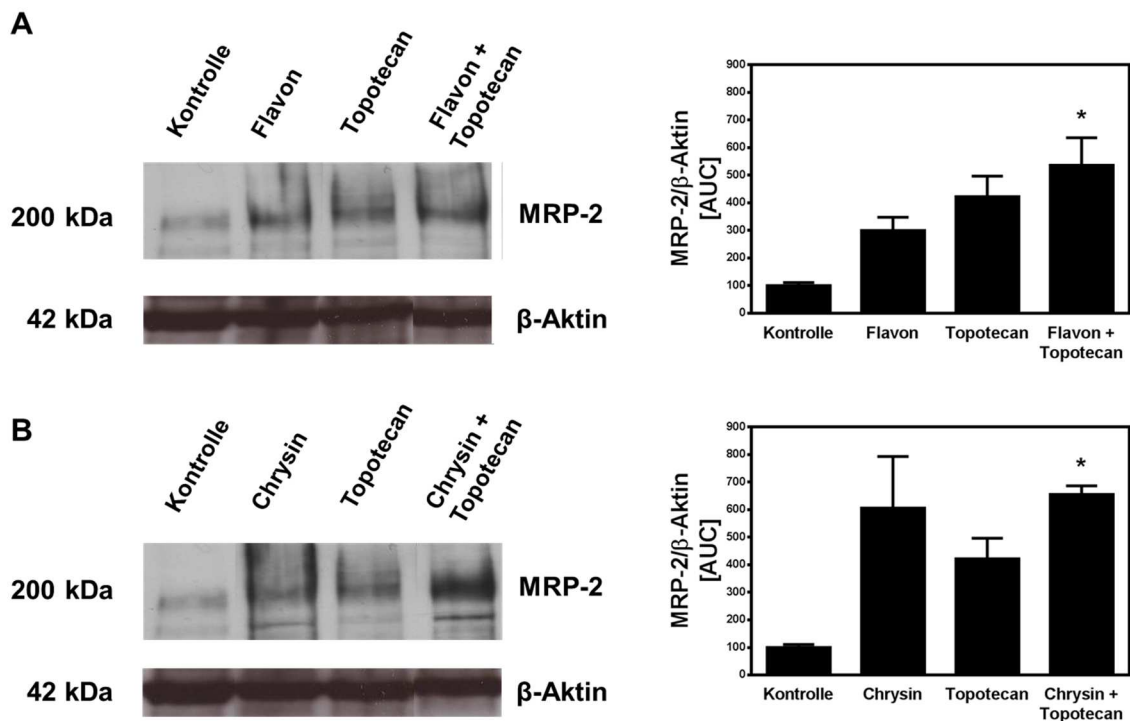 A
Kontrolle
Flavon
Topotecan
Flavon +
Topotecan
200 kDa
MRP-2
42 kDa
β-Aktin
MRP-2/β-Aktin
[AUC]
900
800
700
600
500
400
300
200
100
0
*
Kontrolle
Flavon
Topotecan
Flavon +
Topotecan
B
Kontrolle
Chrysin
Topotecan
Chrysin +
Topotecan
200 kDa
MRP-2
42 kDa
β-Aktin
MRP-2/β-Aktin
[AUC]
900
800
700
600
500
400
300
200
100
0
*
Kontrolle
Chrysin
Topotecan
Chrysin +
Topotecan